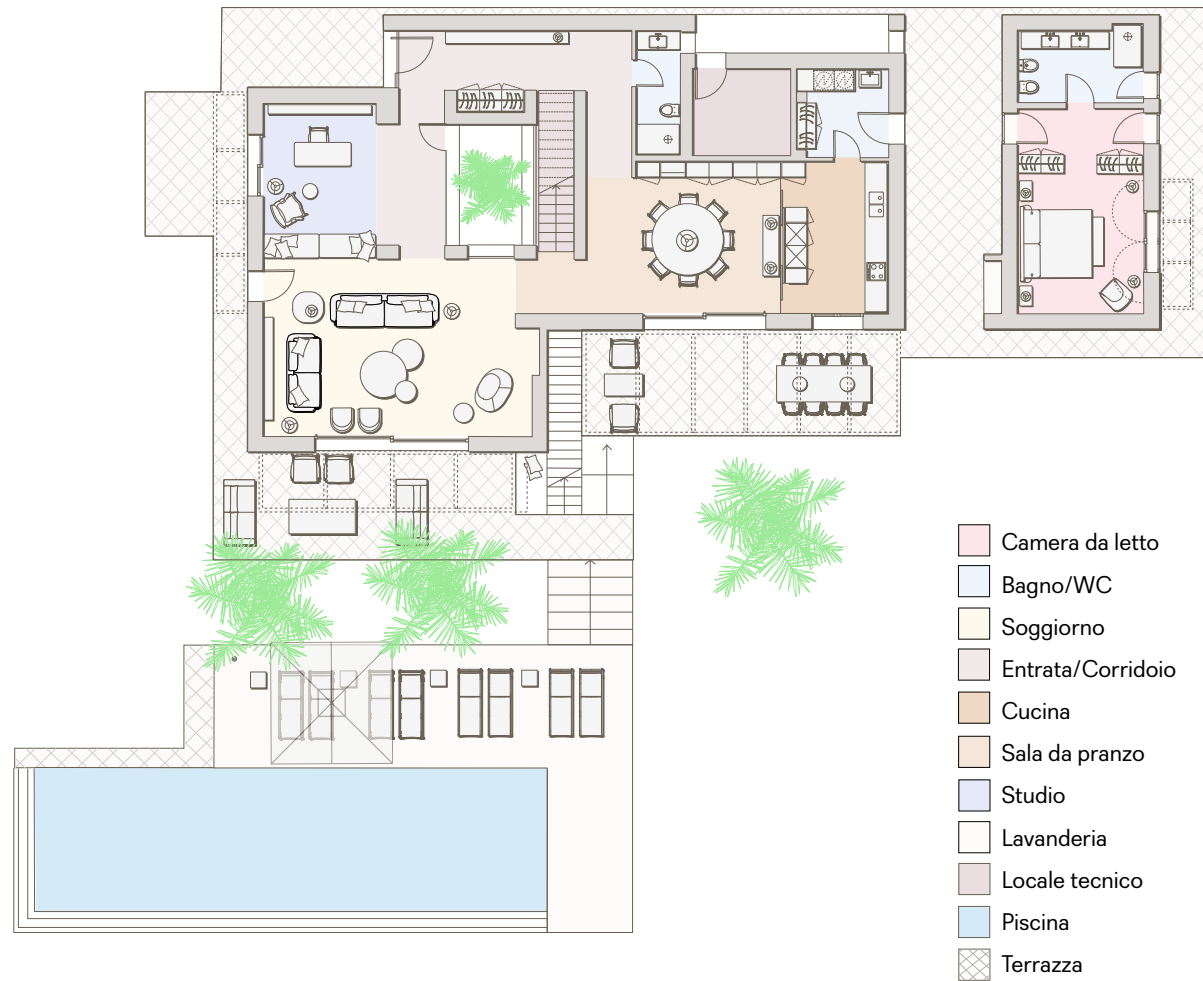 Camera da letto
Bagno/WC
Soggiorno
Entrata/Corridoio
Cucina
Sala da pranzo
Studio
Lavanderia
Locale tecnico
Piscina
Terrazza